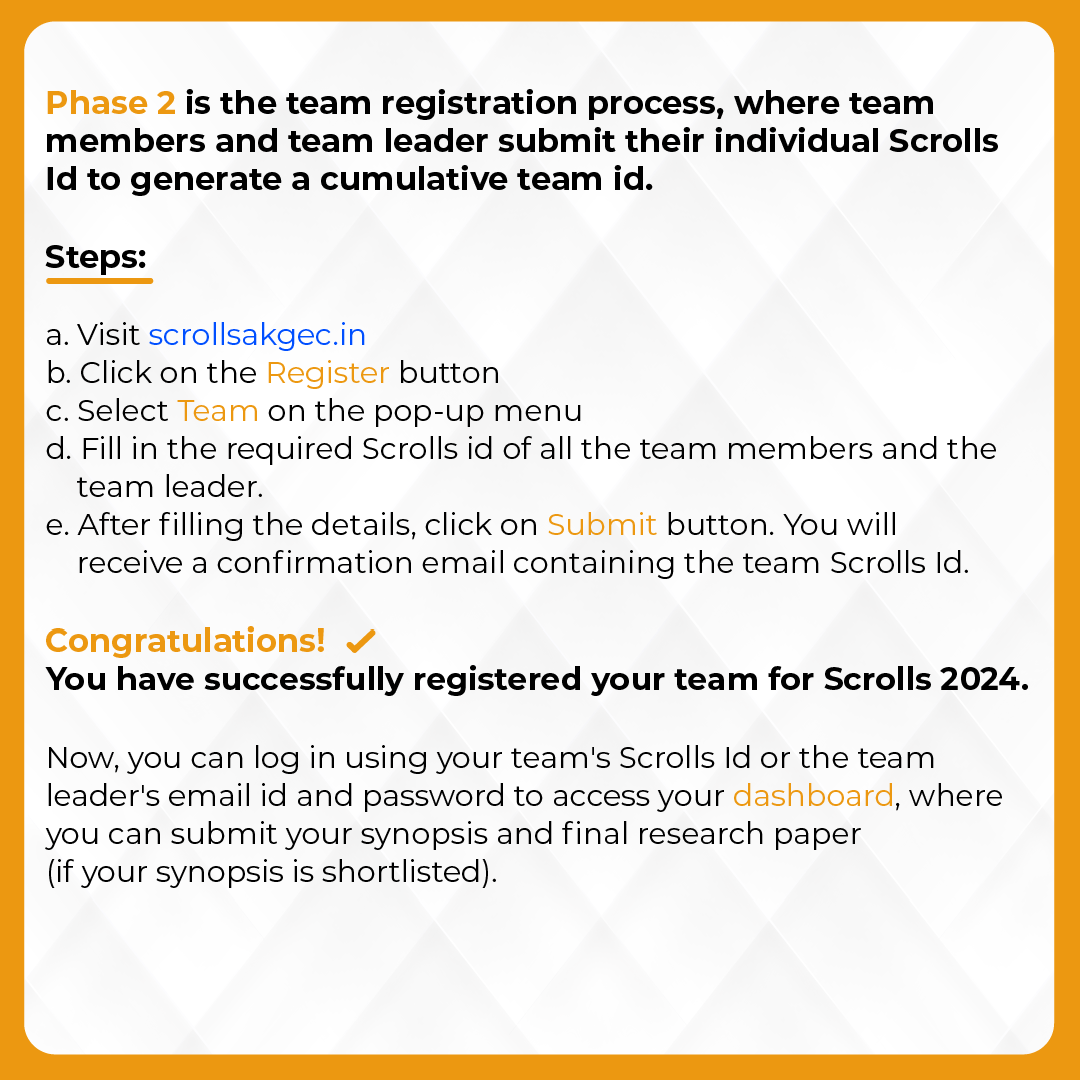 Phase 2 is the team registration process, where team
members and team leader submit their individual Scrolls
Id to generate a cumulative team id.
Steps:
a. Visit scrollsakgec.in
b. Click on the Register button
c. Select Team on the pop-up menu
d. Fill in the required Scrolls id of all the team members and the
team leader.
e. After filling the details, click on Submit button. You will
receive a confirmation email containing the team Scrolls Id.
Congratulations!
You have successfully registered your team for Scrolls 2024.
Now, you can log in using your team's Scrolls Id or the team
leader's email id and password to access your dashboard, where
you can submit your synopsis and final research paper
(if your synopsis is shortlisted).